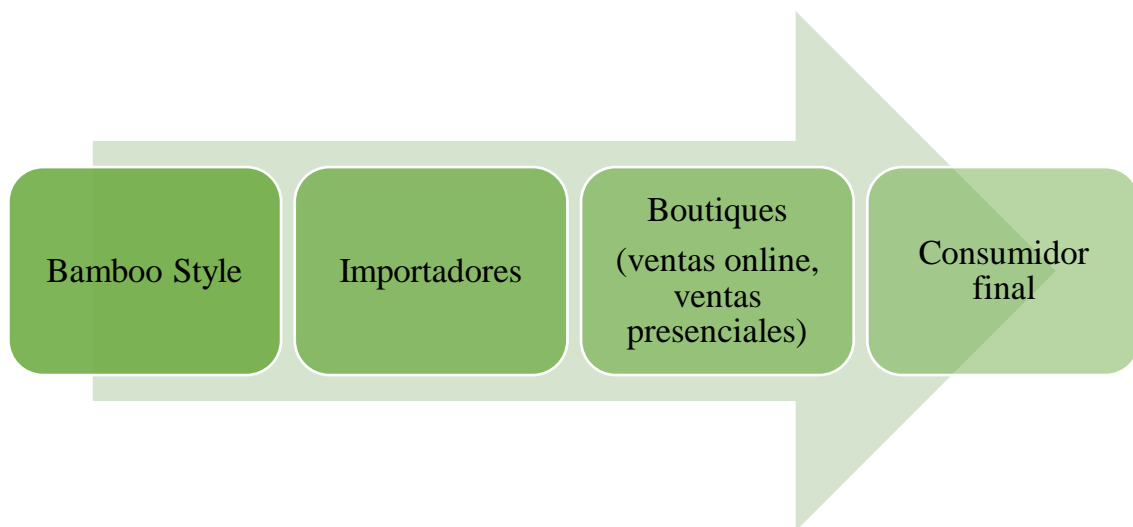 Bamboo Style
Importadores
Boutiques
(ventas online,
ventas
presenciales)
Consumidor
final